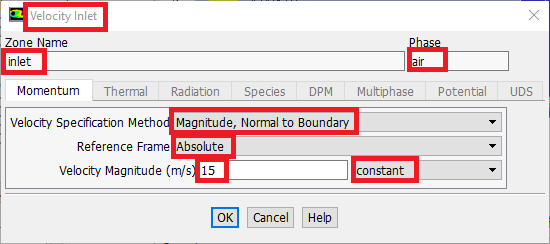 Velocity Inlet
Zone Name Phase
inlet air
Momentum Thermal Radiation Species DPM Multiphase Potential UDS
Velocity Specification Method Magnitude, Normal to Boundary
Reference Frame Absolute
Velocity Magnitude (m/s) 15 constant
OK Cancel Help